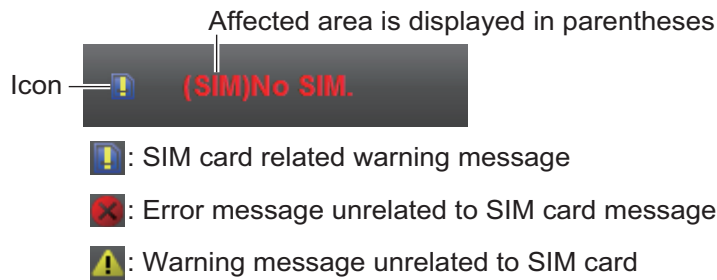 Affected area is displayed in parentheses
Icon
(SIM)No SIM.
: SIM card related warning message
: Error message unrelated to SIM card message
: Warning message unrelated to SIM card